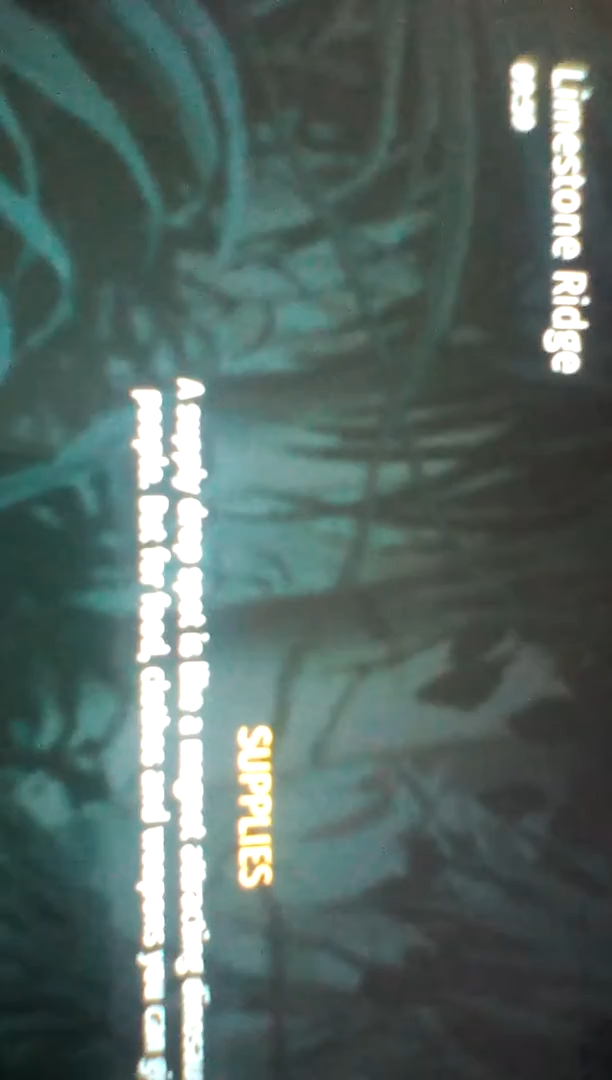 Limestone Ridge
SUPPLIES
A supply drop spot is like a magnet attracting
people. But for food, clothes and weapons you can